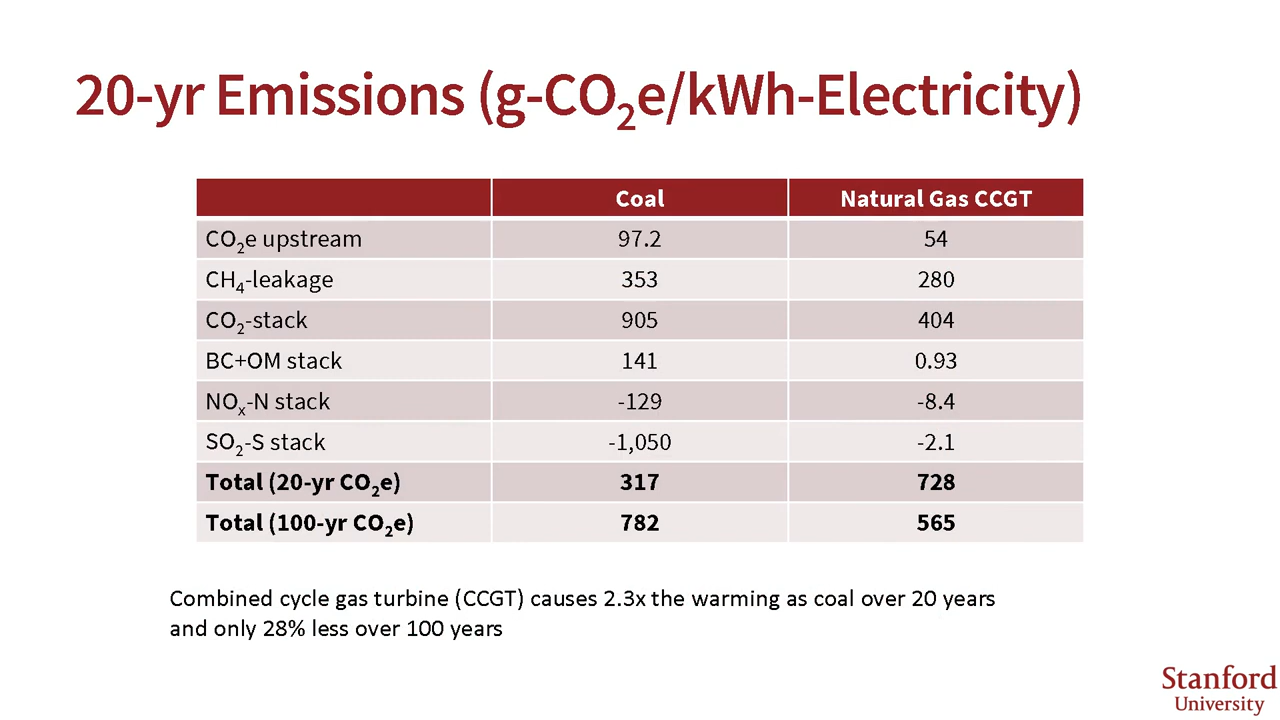 20-yr Emissions (g-CO₂e/kWh-Electricity)
Coal Natural Gas CCGT
CO₂e upstream 97.2 54
CH₄-leakage 353 280
CO₂-stack 905 404
BC+OM stack 141 0.93
NOₓ-N stack -129 -8.4
SO₂-S stack -1,050 -2.1
Total (20-yr CO₂e) 317 728
Total (100-yr CO₂e) 782 565
Combined cycle gas turbine (CCGT) causes 2.3x the warming as coal over 20 years
and only 28% less over 100 years
Stanford
University